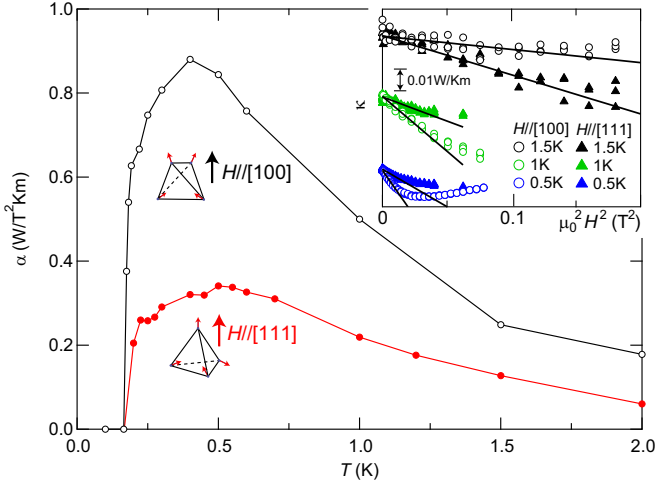 1.0
0.8
0.6
0.4
0.2
0.0
α (W/T²Km)
0.0
0.5
1.0
1.5
2.0
T (K)
H//[100]
H//[111]
κ
0.01W/Km
H//[100] H//[111]
1.5K 1.5K
1K 1K
0.5K 0.5K
0
0.1
0.2
μ₀² H² (T²)